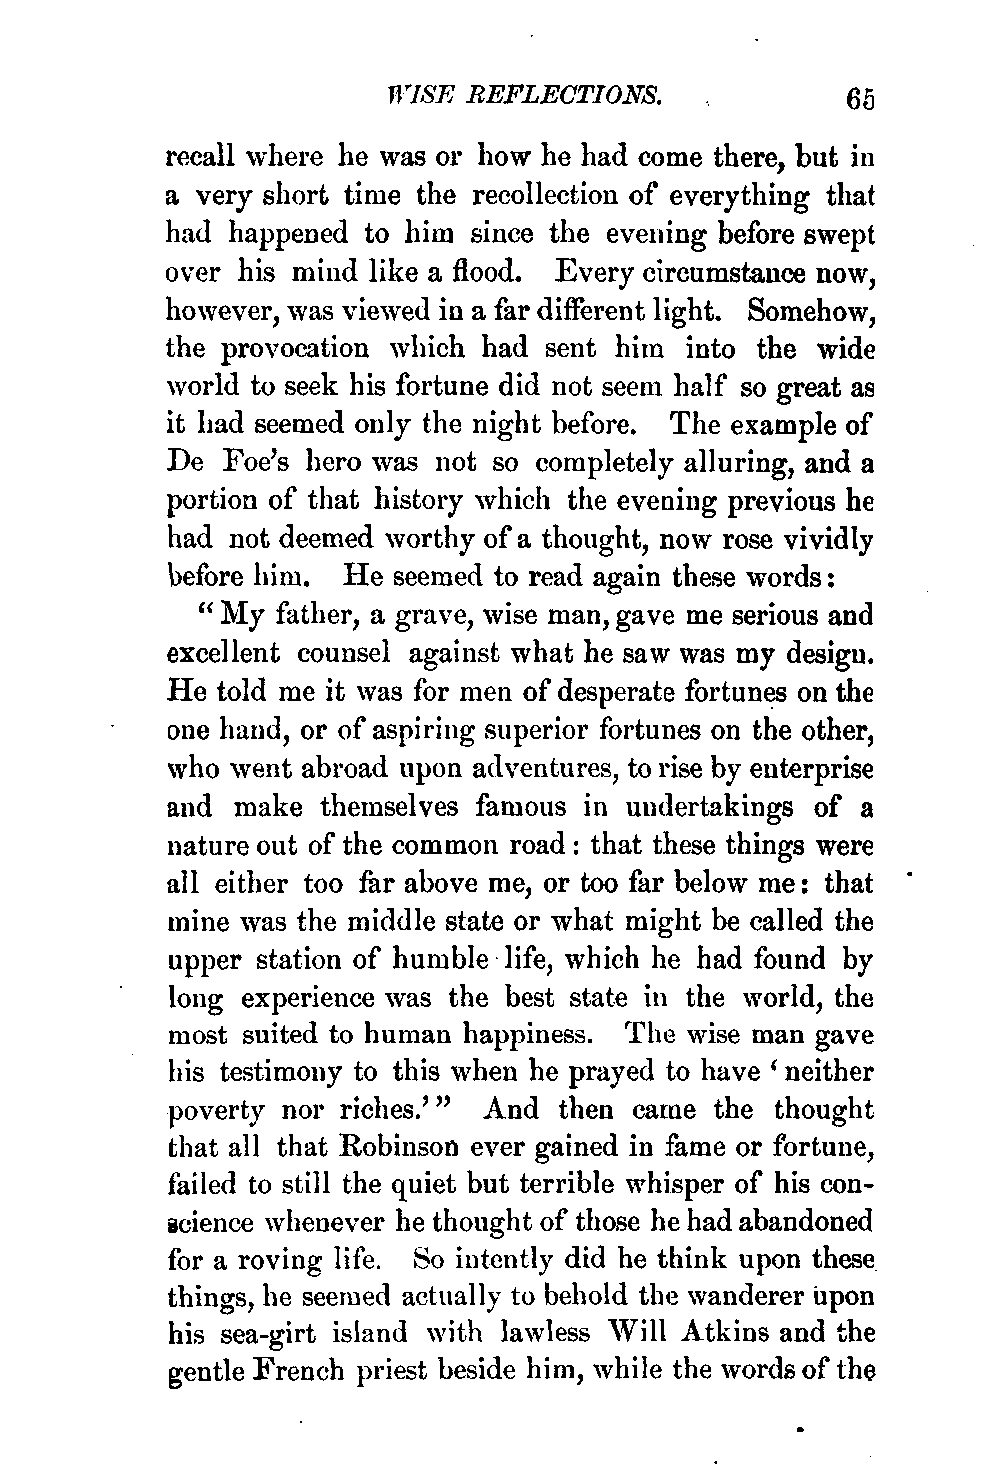 WISE REFLECTIONS. 65
recall where he was or how he had come there, but in
a very short time the recollection of everything that
had happened to him since the evening before swept
over his mind like a flood. Every circumstance now,
however, was viewed in a far different light. Somehow,
the provocation which had sent him into the wide
world to seek his fortune did not seem half so great as
it had seemed only the night before. The example of
De Foe's hero was not so completely alluring, and a
portion of that history which the evening previous he
had not deemed worthy of a thought, now rose vividly
before him. He seemed to read again these words:
“My father, a grave, wise man, gave me serious and
excellent counsel against what he saw was my design.
He told me it was for men of desperate fortunes on the
one hand, or of aspiring superior fortunes on the other,
who went abroad upon adventures, to rise by enterprise
and make themselves famous in undertakings of a
nature out of the common road: that these things were
all either too far above me, or too far below me: that
mine was the middle state or what might be called the
upper station of humble life, which he had found by
long experience was the best state in the world, the
most suited to human happiness. The wise man gave
his testimony to this when he prayed to have ‘neither
poverty nor riches.’” And then came the thought
that all that Robinson ever gained in fame or fortune,
failed to still the quiet but terrible whisper of his con-
science whenever he thought of those he had abandoned
for a roving life. So intently did he think upon these
things, he seemed actually to behold the wanderer upon
his sea-girt island with lawless Will Atkins and the
gentle French priest beside him, while the words of the